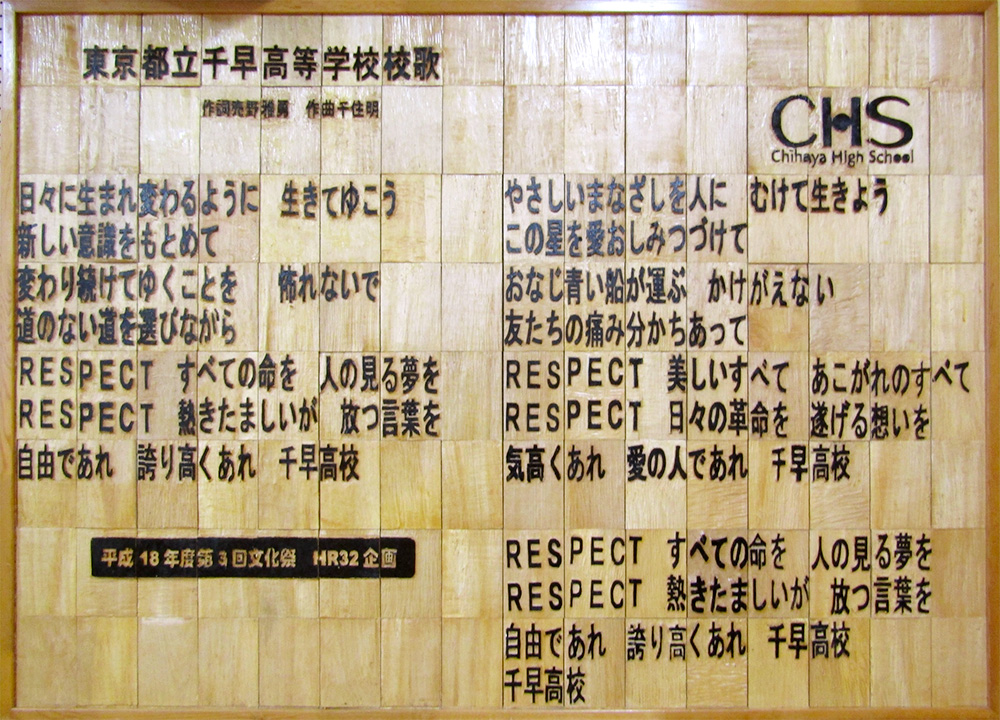 東京都立千早高等学校校歌
作詞売野雅勇　作曲千住明
CHS
Chihaya High School
日々に生まれ変わるように　生きてゆこう
新しい意識をもとめて
変わり続けてゆくことを　怖れないで
道のない道を選びながら
RESPECT　すべての命を　人の見る夢を
RESPECT　熱きたましいが　放つ言葉を
自由であれ　誇り高くあれ　千早高校
やさしいまなざしを人に　むけて生きよう
この星を愛おしみつづけて
おなじ青い船が運ぶ　かけがえない
友たちの痛み分かちあって
RESPECT　美しいすべて　あこがれのすべて
RESPECT　日々の革命を　遂げる想いを
気高くあれ　愛の人であれ　千早高校
RESPECT　すべての命を　人の見る夢を
RESPECT　熱きたましいが　放つ言葉を
自由であれ　誇り高くあれ　千早高校
千早高校
平成18年度第3回文化祭　HR32企画